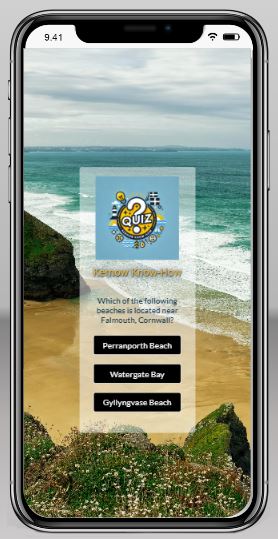 9.41
?
QUIZ
Kernow Know-How
Which of the following
beaches is located near
Falmouth, Cornwall?
Perranporth Beach
Watergate Bay
Gyllyngvase Beach